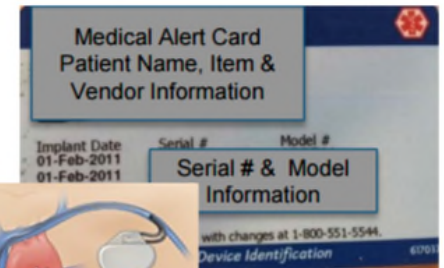 Medical Alert Card
Patient Name, Item &
Vendor Information
Implant Date Serial # Model #
01-Feb-2011
01-Feb-2011
Serial # & Model
Information
with changes at 1-800-551-5544.
Device Identification